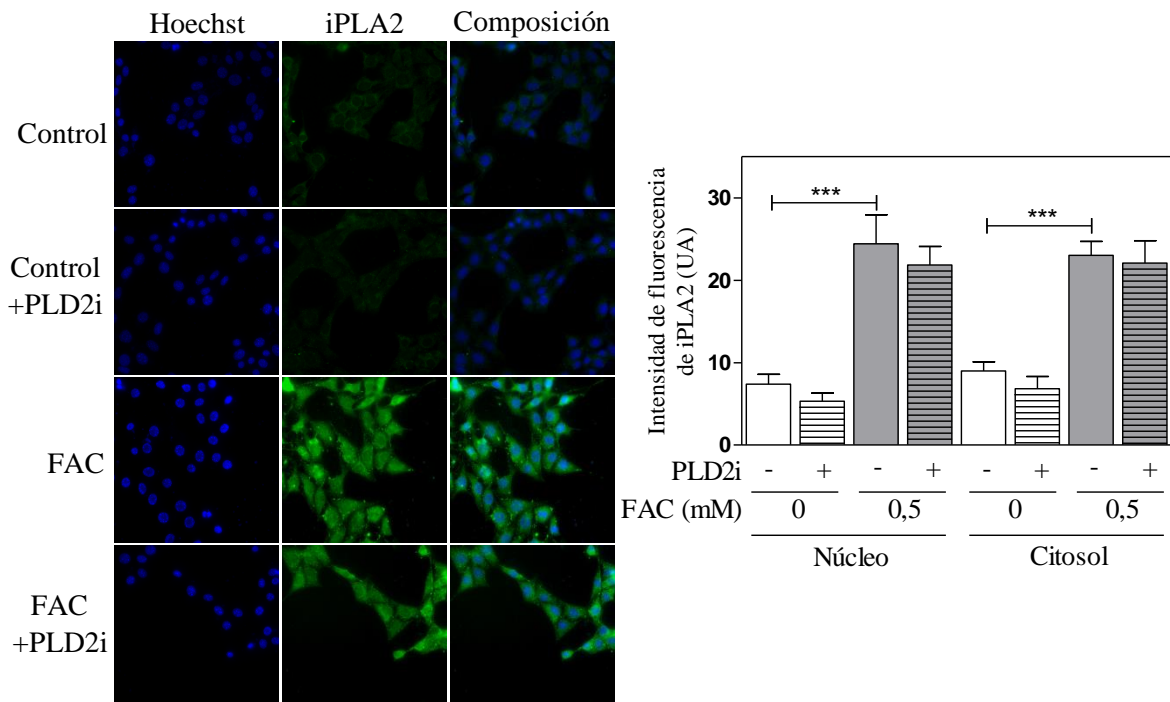 Hoechst
iPLA2
Composición
Control
Control
+PLD2i
FAC
FAC
+PLD2i
Intensidad de fluorescencia
de iPLA2 (UA)
30
20
10
0
***
***
PLD2i - + - + - + - +
FAC (mM) 0 0,5 0 0,5
Núcleo Citosol